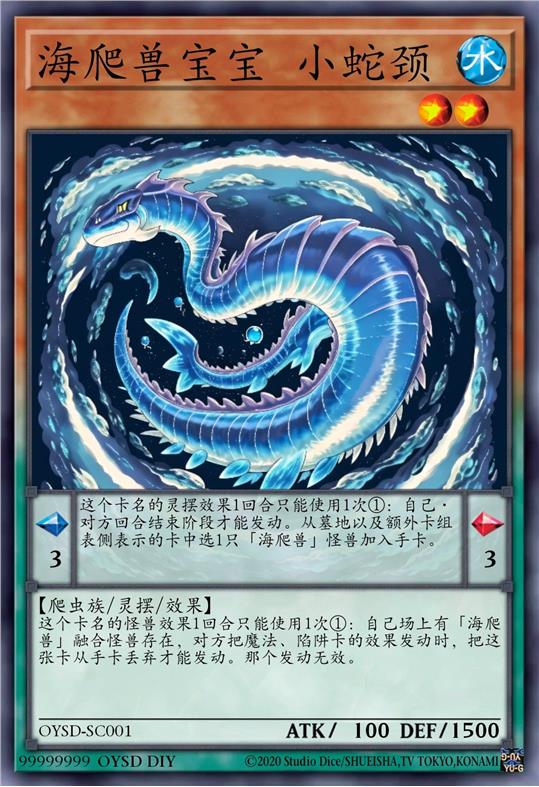 海爬兽宝宝 小蛇颈
水
这个卡名的灵摆效果1回合只能使用1次①：自己·
对方回合结束阶段才能发动。从墓地以及额外卡组
表侧表示的卡中选1只「海爬兽」怪兽加入手卡。
3
3
【爬虫族/灵摆/效果】
这个卡名的怪兽效果1回合只能使用1次①：自己场上有「海爬
兽」融合怪兽存在，对方把魔法、陷阱卡的效果发动时，把这
张卡从手卡丢弃才能发动。那个发动无效。
OYSD-SC001
ATK/ 100 DEF/1500
99999999 OYSD DIY
©2020 Studio Dice/SHUEISHA,TV TOKYO,KONAMI
YU-G